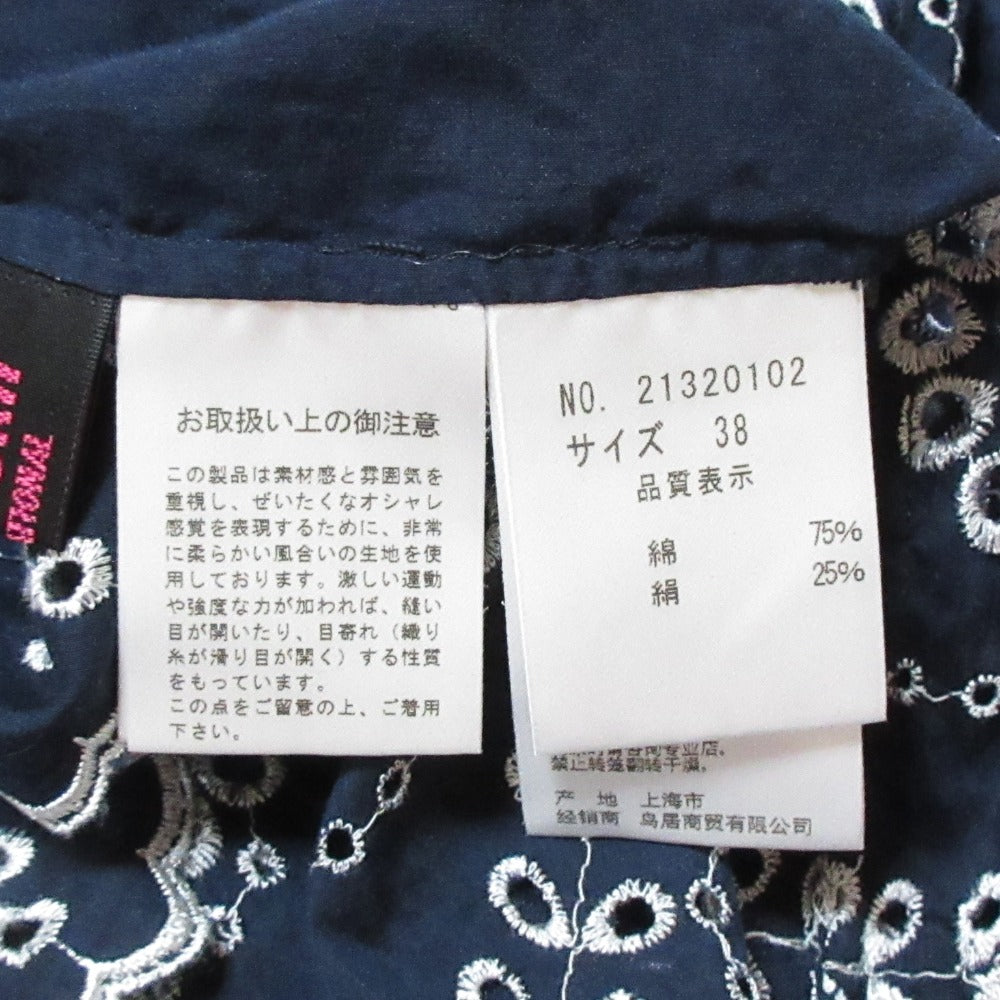 お取扱い上の御注意
この製品は素材感と雰囲気を
重視し、ぜいたくなオシャレ
感覚を表現するために、非常
に柔らかい風合いの生地を使
用しております。激しい運動
や強度な力が加われば、縫い
目が開いたり、目寄れ（織り
糸が滑り目が開く）する性質
をもっています。
この点をご留意の上、ご着用
下さい。
NO. 21320102
サイズ 38
品質表示
綿 75%
絹 25%
禁止转笼翻转干燥。
产 地 上海市
经销商 鸟居商贸有限公司